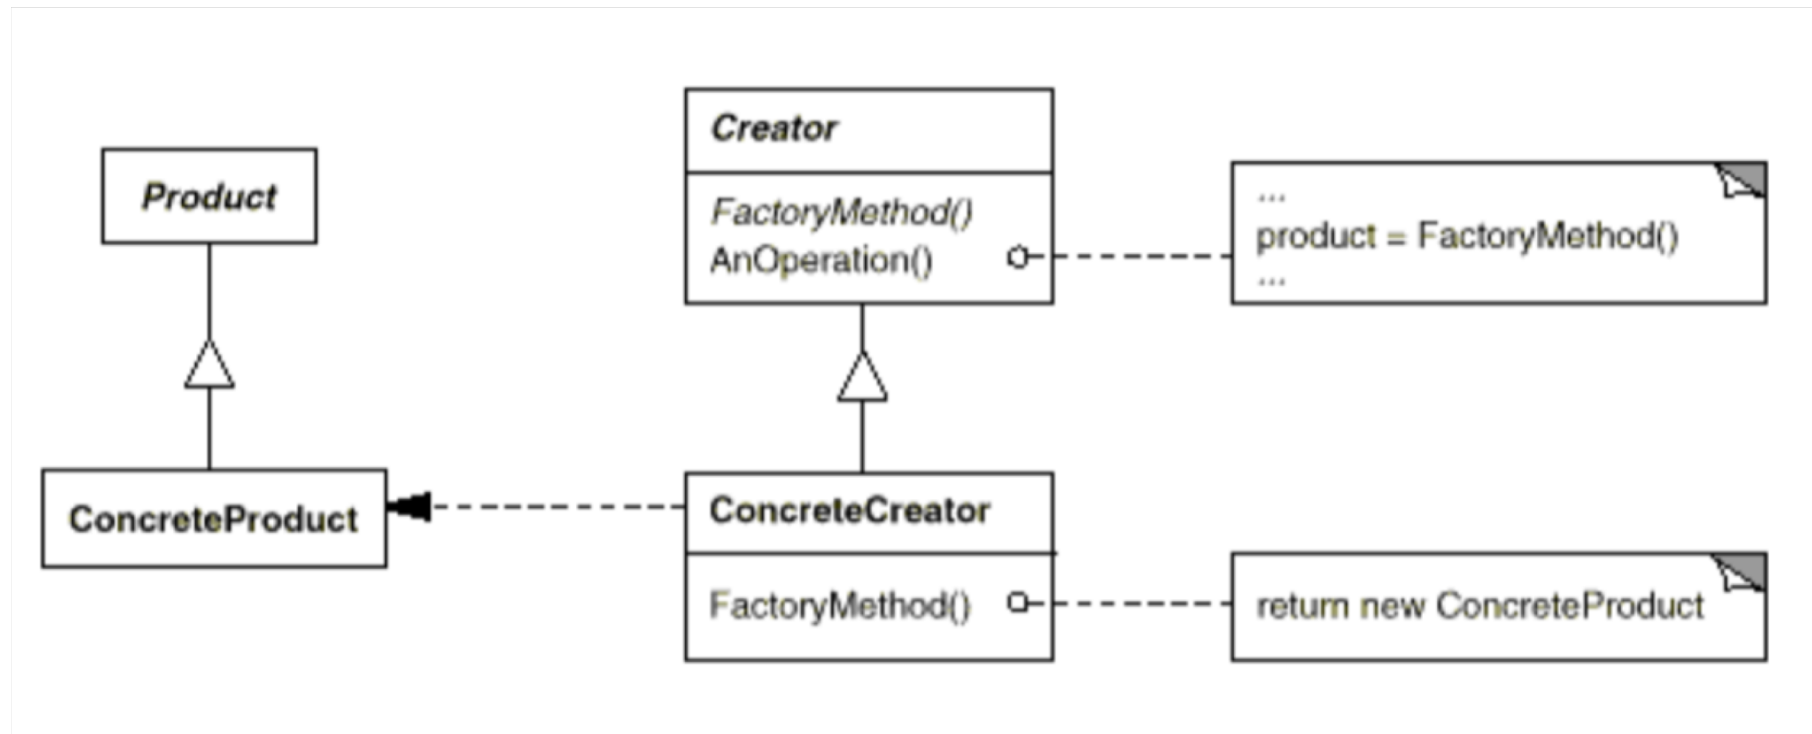 Product
ConcreteProduct
Creator
FactoryMethod()
AnOperation()
...
product = FactoryMethod()
...
ConcreteCreator
FactoryMethod()
return new ConcreteProduct